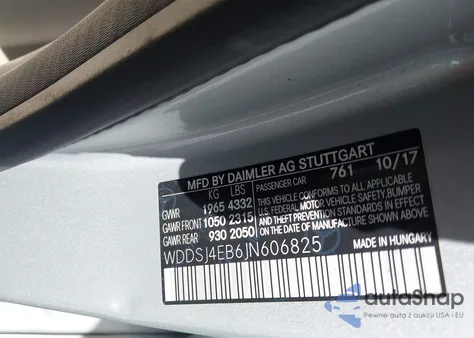 MFD BY DAIMLER AG STUTTGART
KG LBS PASSENGER CAR 761 10/17
GVWR 1965 4332 THIS VEHICLE CONFORMS TO ALL APPLICABLE
GAWR FRONT 1050 2315 U.S. FEDERAL MOTOR VEHICLE SAFETY, BUMPER
GAWR REAR 930 2050 AND THEFT PREVENTION STANDARDS IN EFFECT
ON THE DATE OF MANUFACTURE SHOWN ABOVE.
WDDSJ4EB6JN606825 MADE IN HUNGARY
autoSnap
Pewne auta z aukcji USA i EU